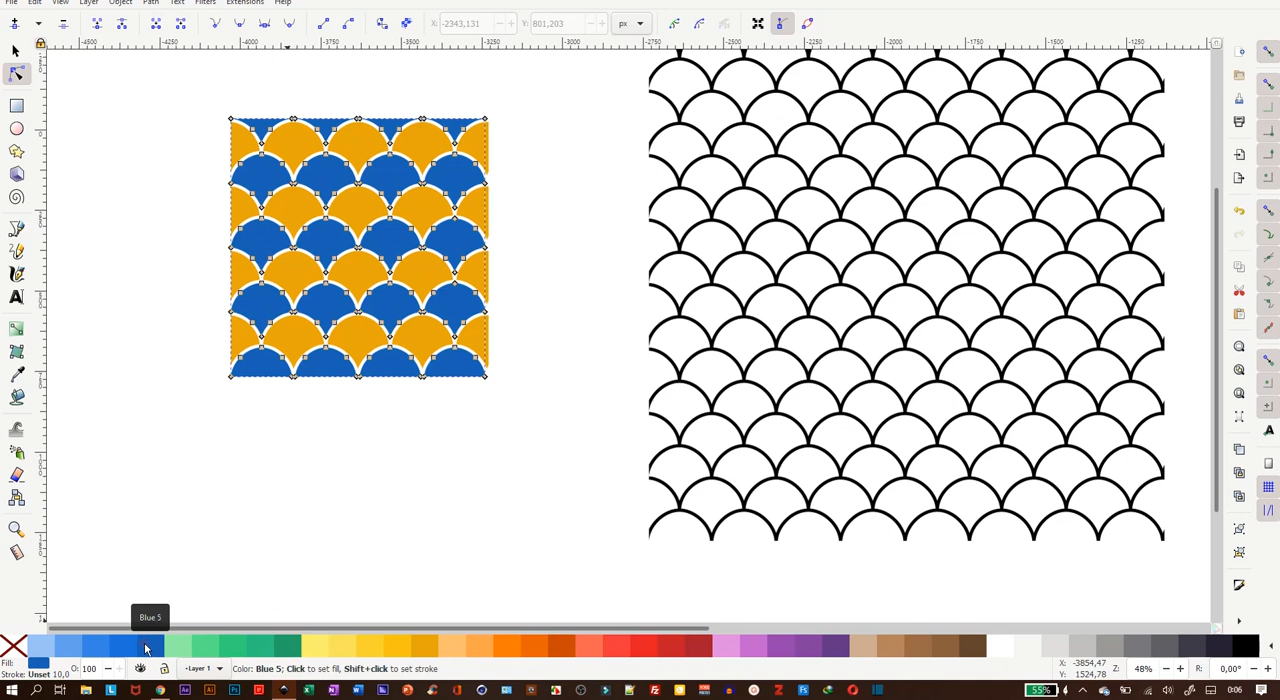 File Edit View Layer Object Path Text Filters Extensions Help
X: -2343,131 Y: 801,203 px
-4500 -4250 -4000 -3750 -3500 -3250 -3000 -2750 -2500 -2250 -2000 -1750 -1500 -1250
Blue 5
Fill:
Stroke: Unset 10,0 O: 100 -Layer 1 Color: Blue 5; Click to set fill, Shift+click to set stroke X: -3854,47 Y: 1524,78 Z: 48% R: 0,00°
55% 0:06